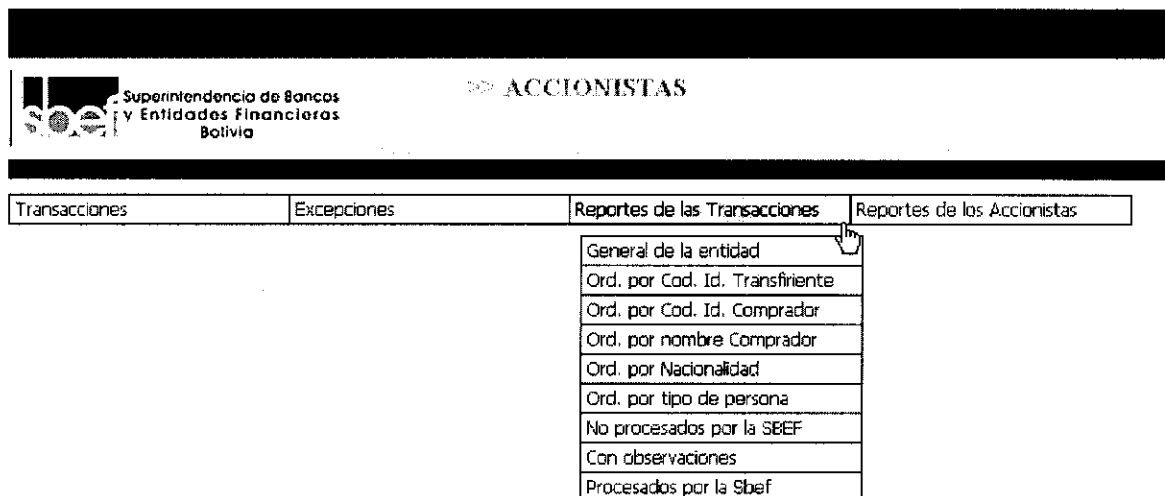 sbef
Superintendencia de Bancos
y Entidades Financieras
Bolivia
>> ACCIONISTAS
Transacciones
Excepciones
Reportes de las Transacciones
Reportes de los Accionistas
General de la entidad
Ord. por Cod. Id. Transfiriente
Ord. por Cod. Id. Comprador
Ord. por nombre Comprador
Ord. por Nacionalidad
Ord. por tipo de persona
No procesados por la SBEF
Con observaciones
Procesados por la Sbef